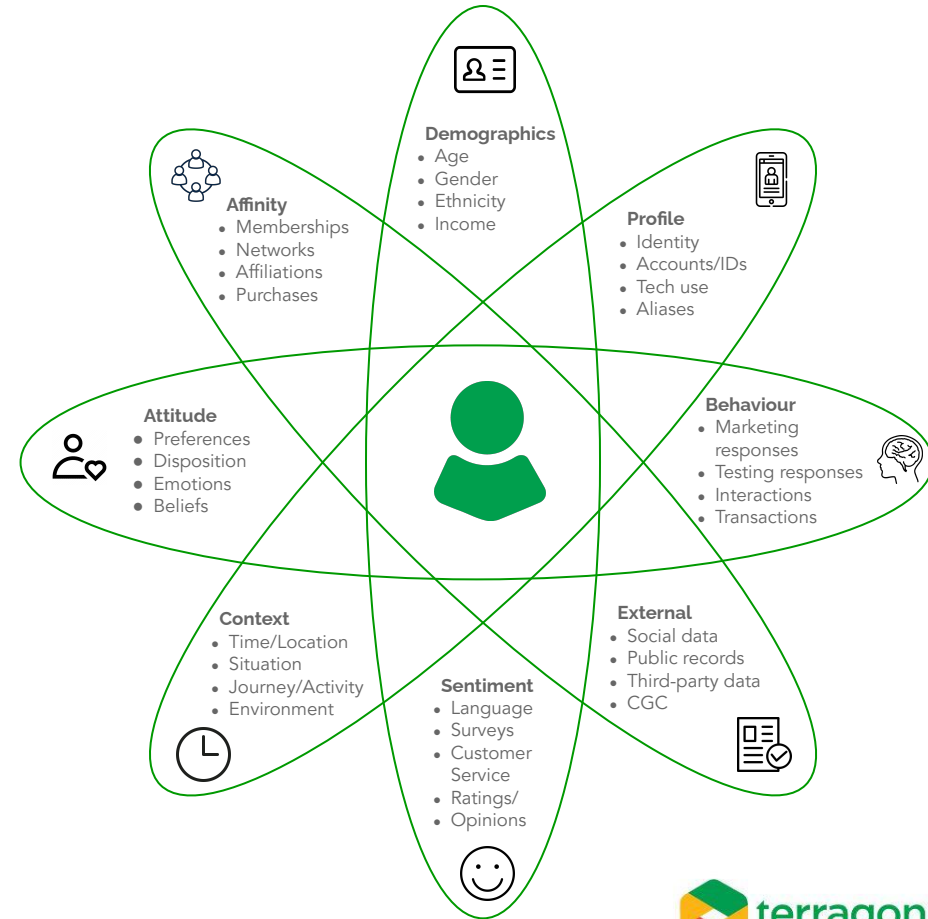 Demographics
• Age
• Gender
• Ethnicity
• Income
Affinity
• Memberships
• Networks
• Affiliations
• Purchases
Profile
• Identity
• Accounts/IDs
• Tech use
• Aliases
Attitude
• Preferences
• Disposition
• Emotions
• Beliefs
Behaviour
• Marketing
responses
• Testing responses
• Interactions
• Transactions
Context
• Time/Location
• Situation
• Journey/Activity
• Environment
External
• Social data
• Public records
• Third-party data
• CGC
Sentiment
• Language
• Surveys
• Customer
Service
• Ratings/
• Opinions
terragon